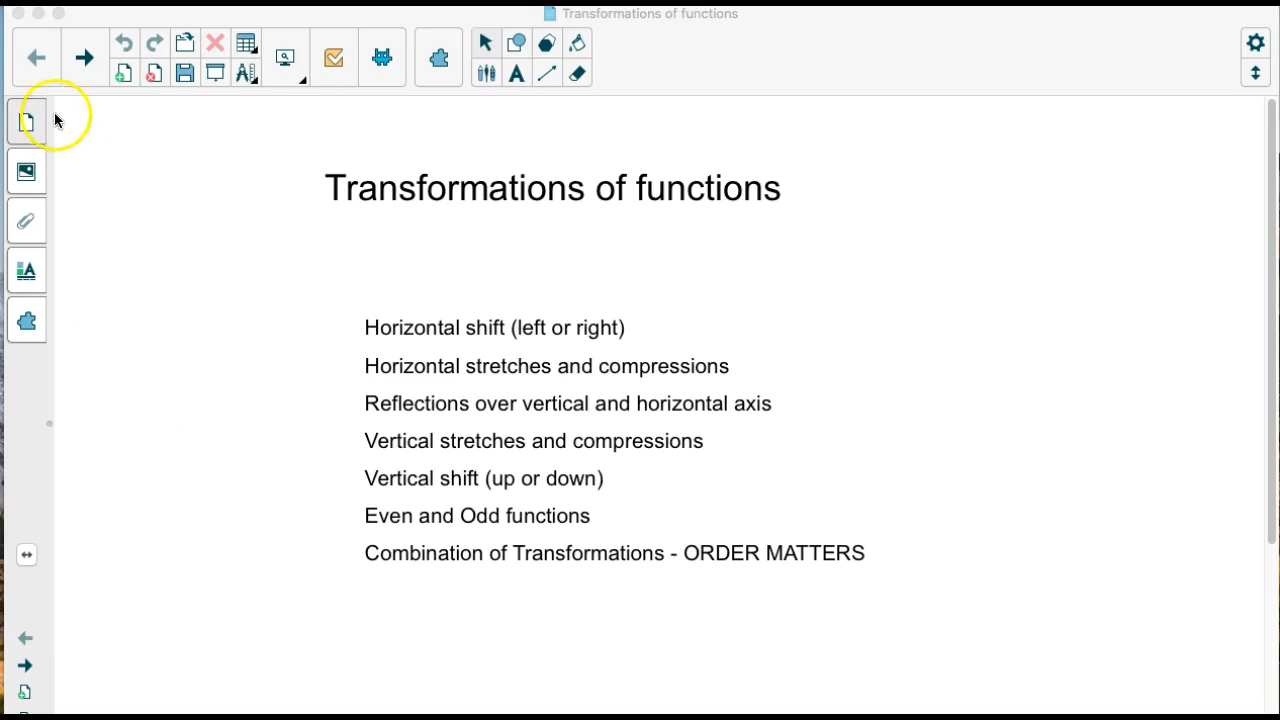 Transformations of functions
Transformations of functions
Horizontal shift (left or right)
Horizontal stretches and compressions
Reflections over vertical and horizontal axis
Vertical stretches and compressions
Vertical shift (up or down)
Even and Odd functions
Combination of Transformations - ORDER MATTERS